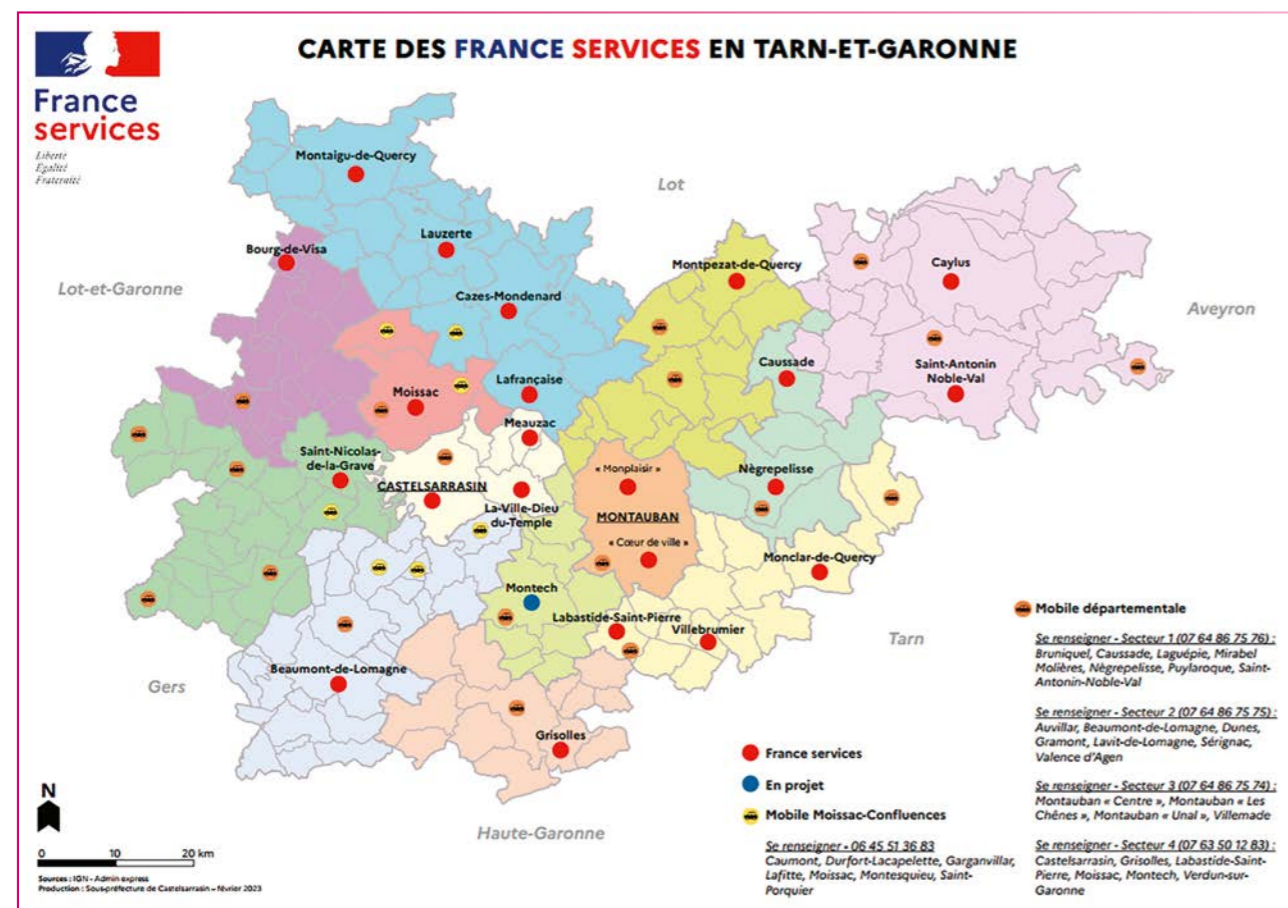 CARTE DES FRANCE SERVICES EN TARN-ET-GARONNE
France
services
Liberté
Égalité
Fraternité
Montaigu-de-Quercy
Lot
Lauzerte
Bourg-de-Visa
Montpezat-de-Quercy
Caylus
Lot-et-Garonne
Cazes-Mondenard
Aveyron
Caussade
Saint-Antonin
Noble-Val
Lafrançaise
Moissac
Meauzac
Saint-Nicolas-
de-la-Grave
« Monplaisir »
Nègrepelisse
CASTELSARRASIN
La-Ville-Dieu
du-Temple
MONTAUBAN
« Cœur de ville »
Monclar-de-Quercy
Montech
Labastide-Saint-Pierre
Villebrumier
Tarn
Beaumont-de-Lomagne
Gers
Grisolles
Haute-Garonne
France services
En projet
Mobile Moissac-Confluences
Se renseigner - 06 45 51 36 83
Caumont, Durfort-Lacapelette, Garganvillar,
Lafitte, Moissac, Montesquieu, Saint-
Porquier
Mobile départementale
Se renseigner - Secteur 1 (07 64 86 75 76) :
Bruniquel, Caussade, Laguépie, Mirabel
Molières, Nègrepelisse, Puylaroque, Saint-
Antonin-Noble-Val
Se renseigner - Secteur 2 (07 64 86 75 75) :
Auvillar, Beaumont-de-Lomagne, Dunes,
Gramont, Lavit-de-Lomagne, Sérignac,
Valence d'Agen
Se renseigner - Secteur 3 (07 64 86 75 74) :
Montauban « Centre », Montauban « Les
Chênes », Montauban « Unal », Villemade
Se renseigner - Secteur 4 (07 63 50 12 83) :
Castelsarrasin, Grisolles, Labastide-Saint-
Pierre, Moissac, Montech, Verdun-sur-
Garonne
N
0 10 20 km
Sources : IGN - Admin express
Production : Sous-préfecture de Castelsarrasin – février 2023